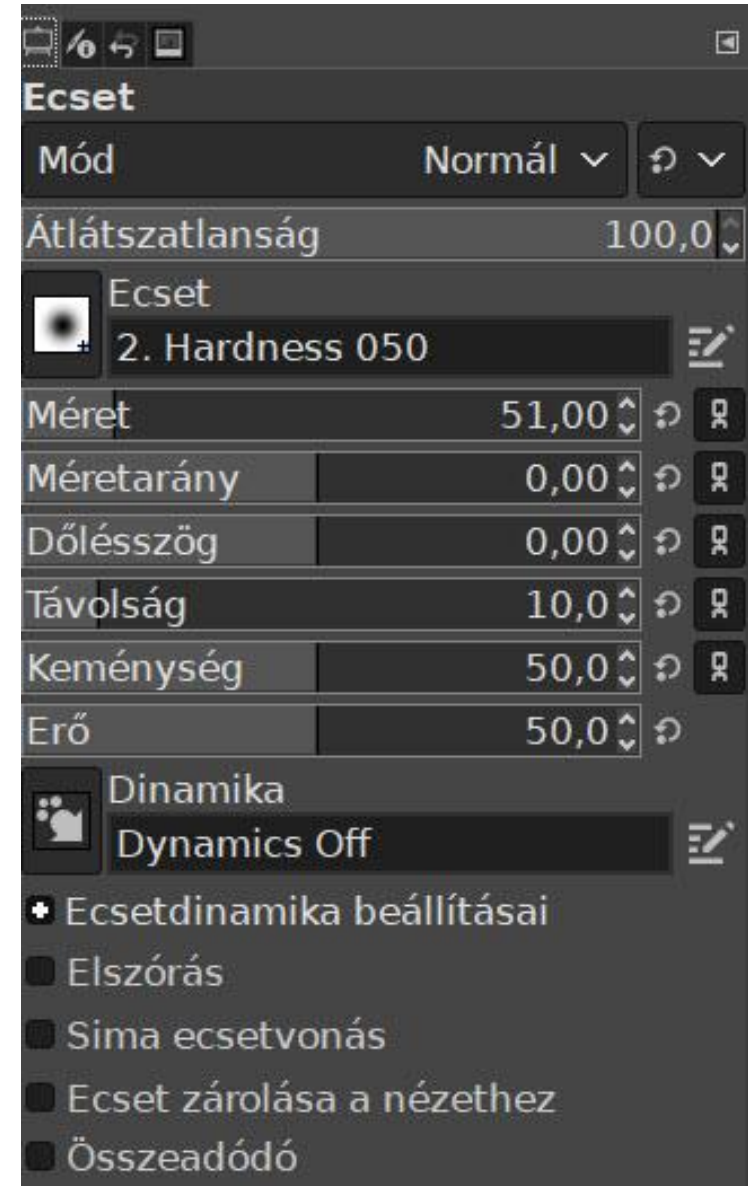 Ecset
Mód Normál
Átlátszatlanság 100,0
Ecset
2. Hardness 050
Méret 51,00
Méretarány 0,00
Dőlésszög 0,00
Távolság 10,0
Keménység 50,0
Erő 50,0
Dinamika
Dynamics Off
Ecsetdinamika beállításai
Elszórás
Sima ecsetvonás
Ecset zárolása a nézethez
Összeadódó